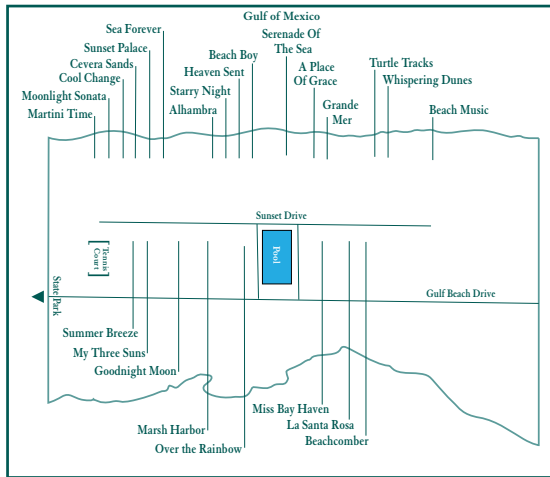 Gulf of Mexico
Sea Forever
Sunset Palace
Cevera Sands
Cool Change
Moonlight Sonata
Martini Time
Beach Boy
Heaven Sent
Starry Night
Alhambra
Serenade Of
The Sea
A Place
Of Grace
Grande
Mer
Turtle Tracks
Whispering Dunes
Beach Music
Sunset Drive
Tennis
Court
Pool
State Park
Gulf Beach Drive
Summer Breeze
My Three Suns
Goodnight Moon
Marsh Harbor
Over the Rainbow
Miss Bay Haven
La Santa Rosa
Beachcomber